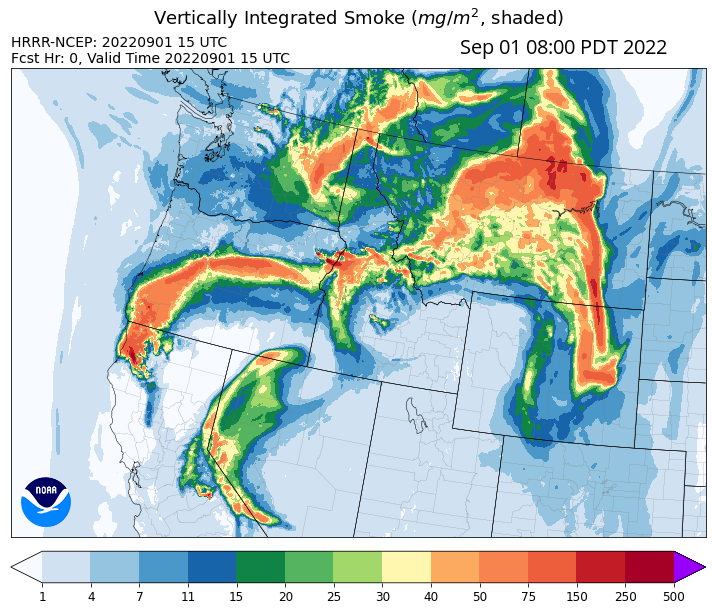 Vertically Integrated Smoke (mg/m², shaded)
HRRR-NCEP: 20220901 15 UTC
Sep 01 08:00 PDT 2022
Fcst Hr: 0, Valid Time 20220901 15 UTC
NOAA
1 4 7 11 15 20 25 30 40 50 75 150 250 500